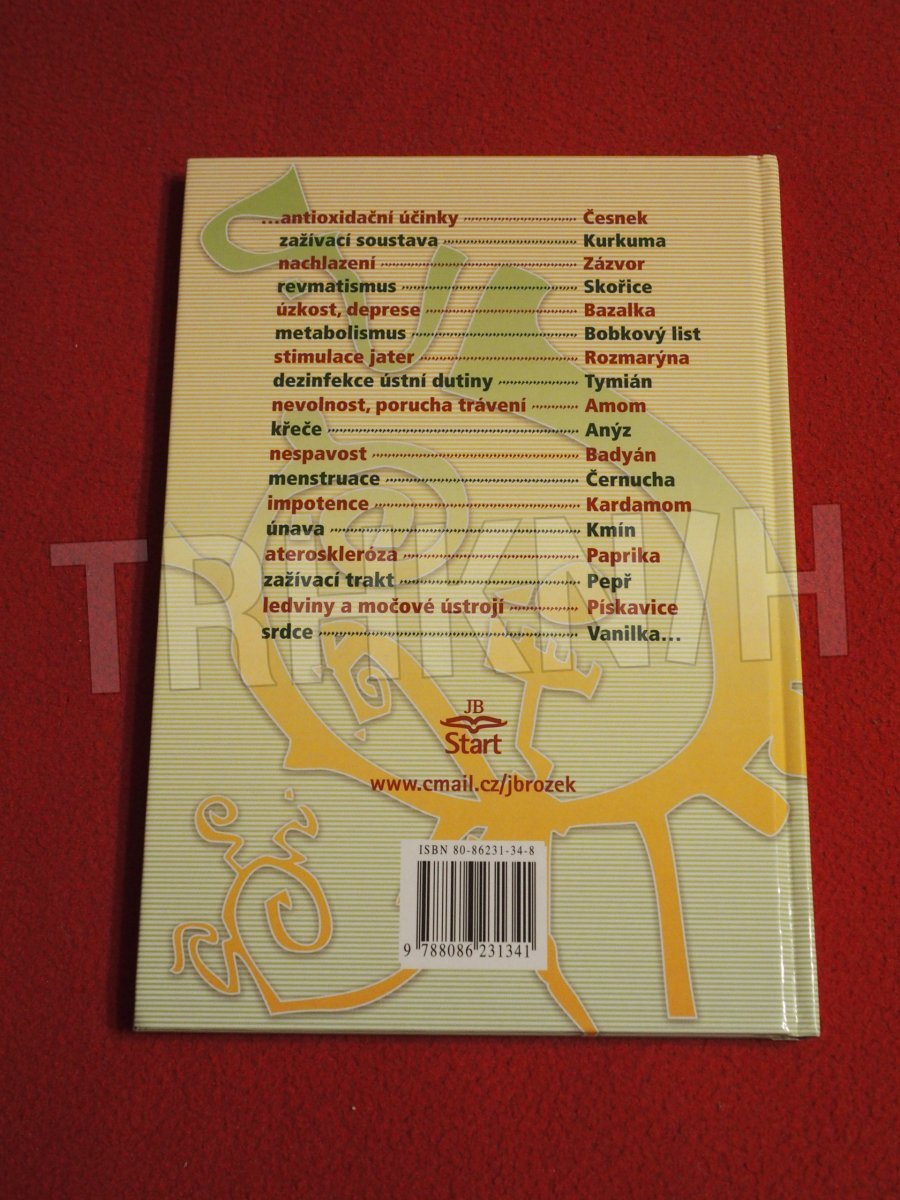 ...antioxidační účinky Česnek
zažívací soustava Kurkuma
nachlazení Zázvor
revmatismus Skořice
úzkost, deprese Bazalka
metabolismus Bobkový list
stimulace jater Rozmarýna
dezinfekce ústní dutiny Tymián
nevolnost, porucha trávení Amom
křeče Anýz
nespavost Badyán
menstruace Černucha
impotence Kardamom
únava Kmín
ateroskleróza Paprika
zažívací trakt Pepř
ledviny a močové ústrojí Pískavice
srdce Vanilka...
TRHKNIH
JB
Start
www.cmail.cz/jbrozek
ISBN 80-86231-34-8
9 788086 231341